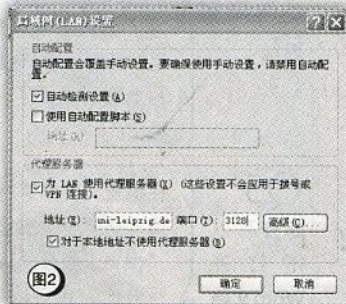 局域网(LAN)设置
自动配置
自动配置会覆盖手动设置。要确保使用手动设置，请禁用自动配
置。
自动检测设置(A)
使用自动配置脚本(S)
地址(R)
代理服务器
为 LAN 使用代理服务器(X) (这些设置不会应用于拨号或
VPN 连接)。
地址(E): uni-leipzig.de 端口(T): 3128 高级(C)...
对于本地地址不使用代理服务器(B)
图2
确定 取消